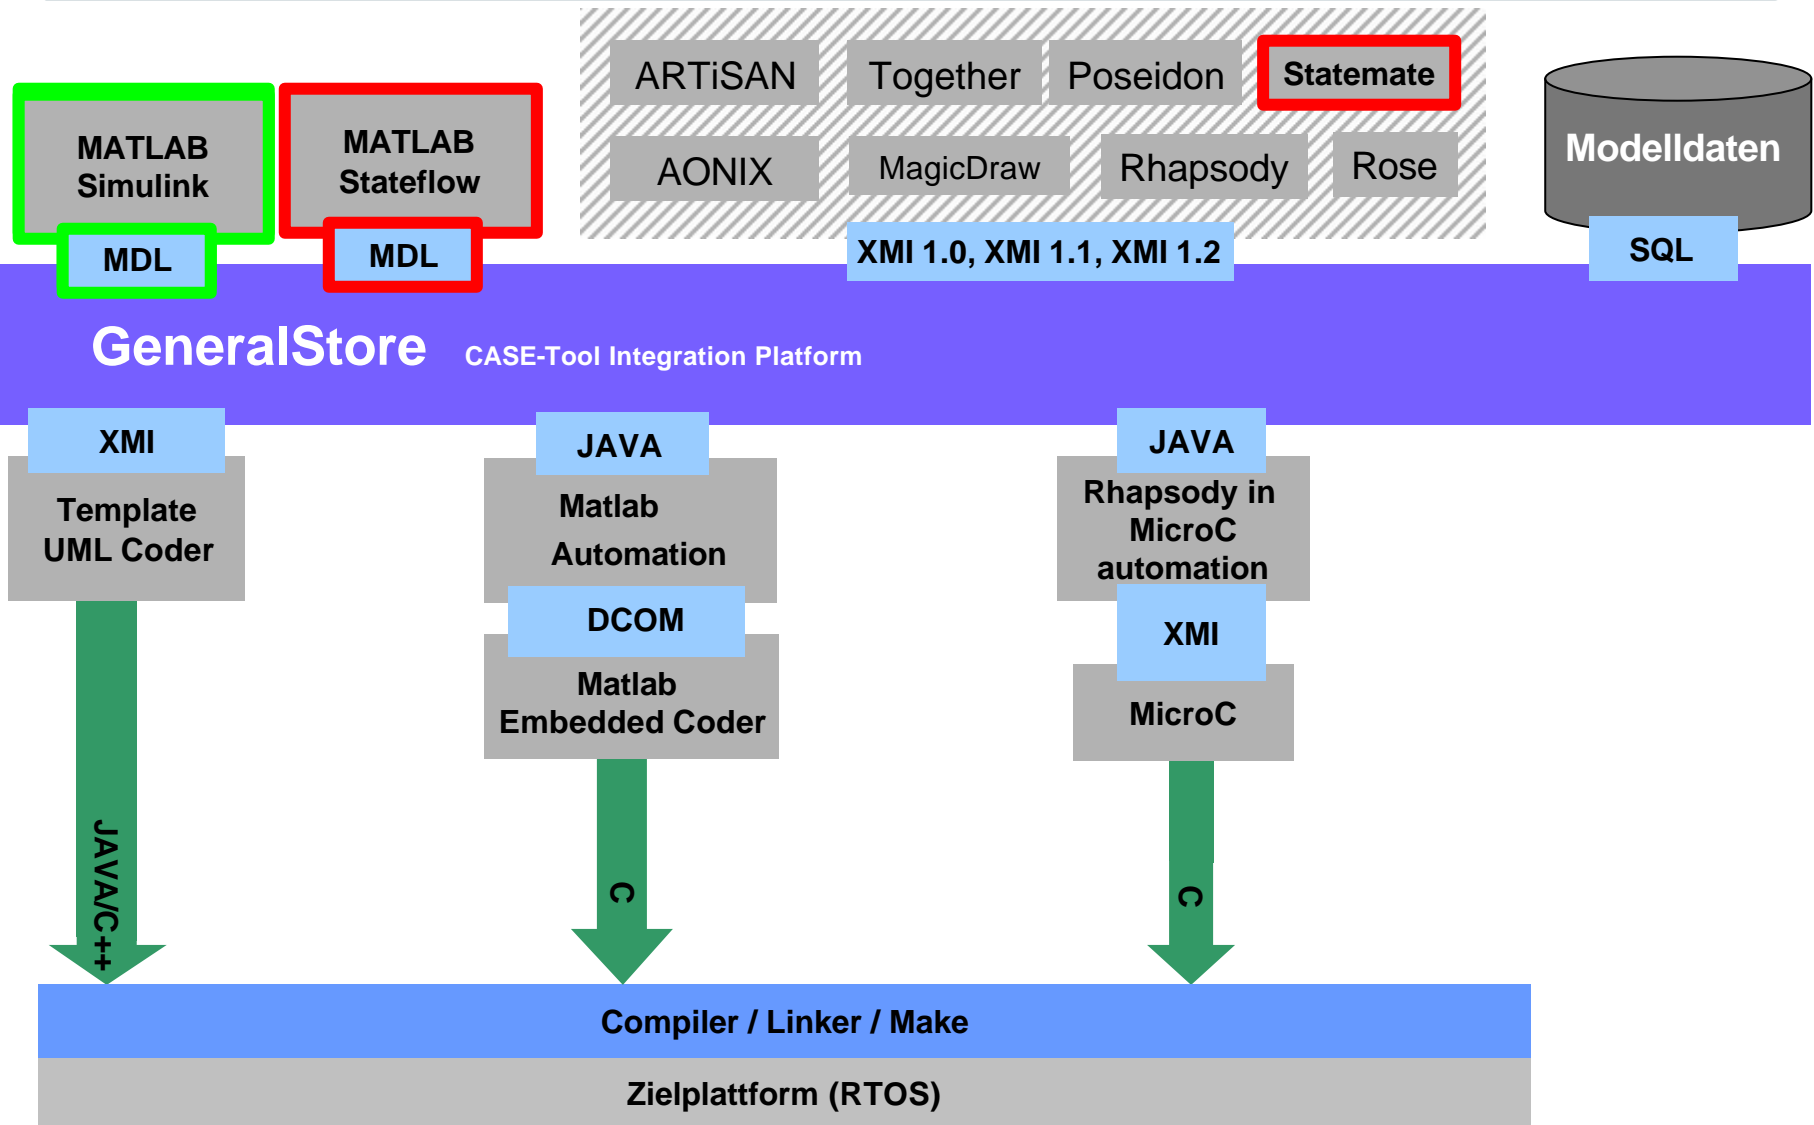 ARTiSAN
Together
Poseidon
Statemate
MATLAB
Simulink
MATLAB
Stateflow
AONIX
MagicDraw
Rhapsody
Rose
Modelldaten
MDL
MDL
XMI 1.0, XMI 1.1, XMI 1.2
SQL
GeneralStore CASE-Tool Integration Platform
XMI
Template
UML Coder
JAVA
Matlab
Automation
DCOM
Matlab
Embedded Coder
JAVA
Rhapsody in
MicroC
automation
XMI
MicroC
JAVA/C++
C
C
Compiler / Linker / Make
Zielplattform (RTOS)